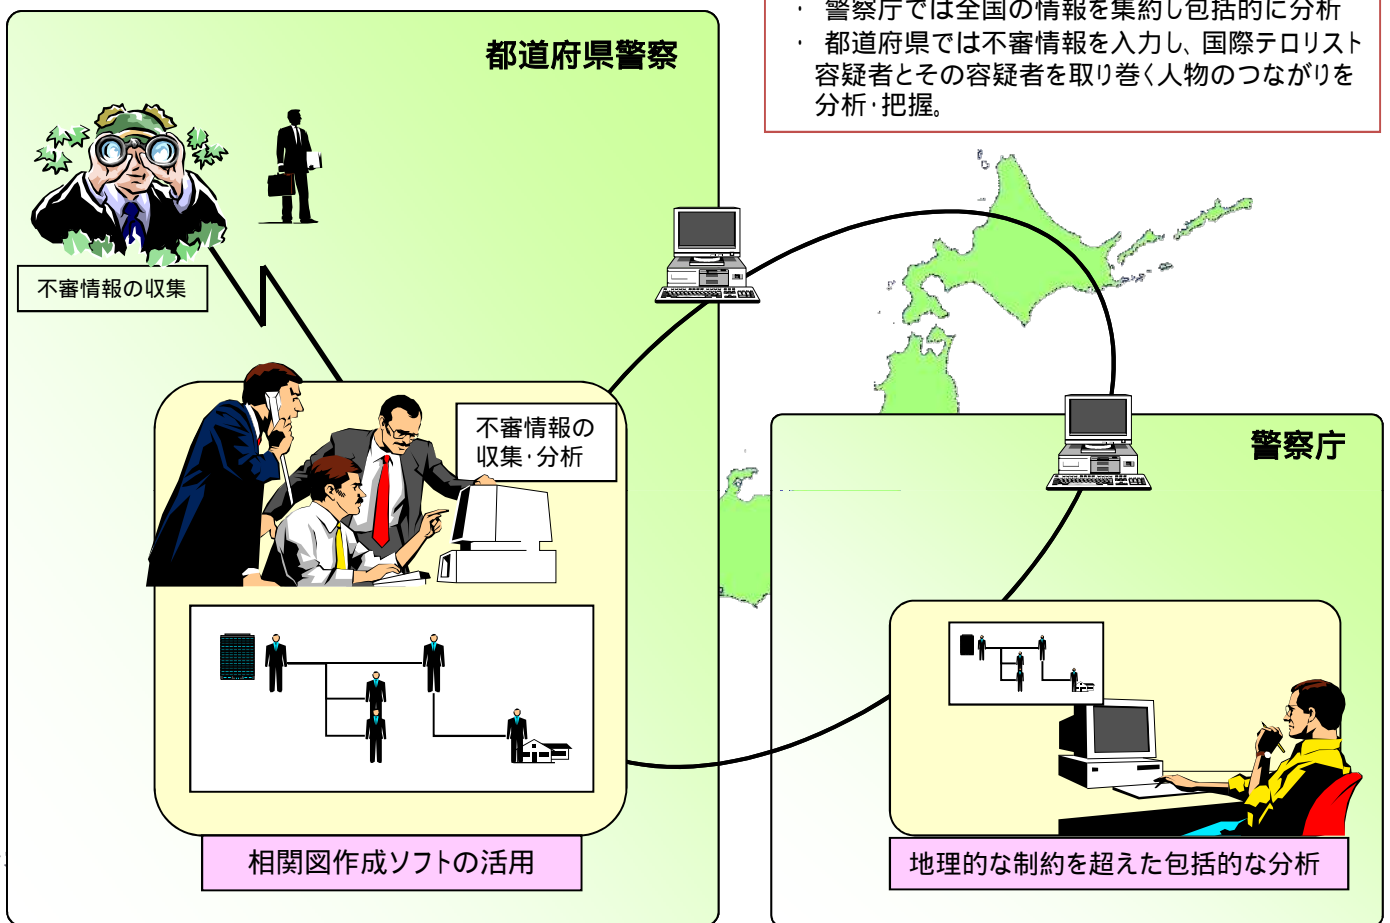 ・ 警察庁では全国の情報を集約し包括的に分析
・ 都道府県では不審情報を入力し、国際テロリスト
容疑者とその容疑者を取り巻く人物のつながりを
分析・把握。
都道府県警察
不審情報の収集
不審情報の
収集・分析
相関図作成ソフトの活用
警察庁
地理的な制約を超えた包括的な分析